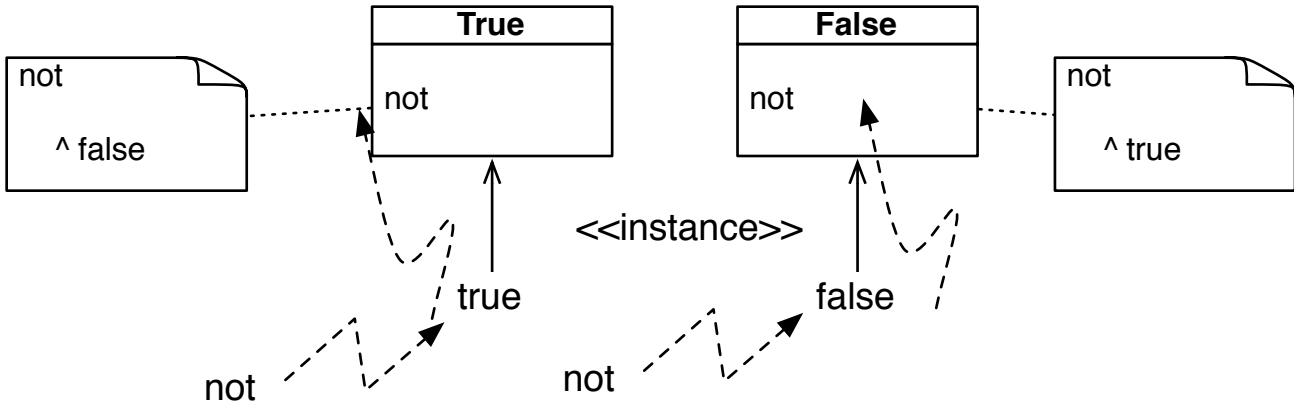 True
False
not
not
not
not
^ false
^ true
<<instance>>
true
false
not
not